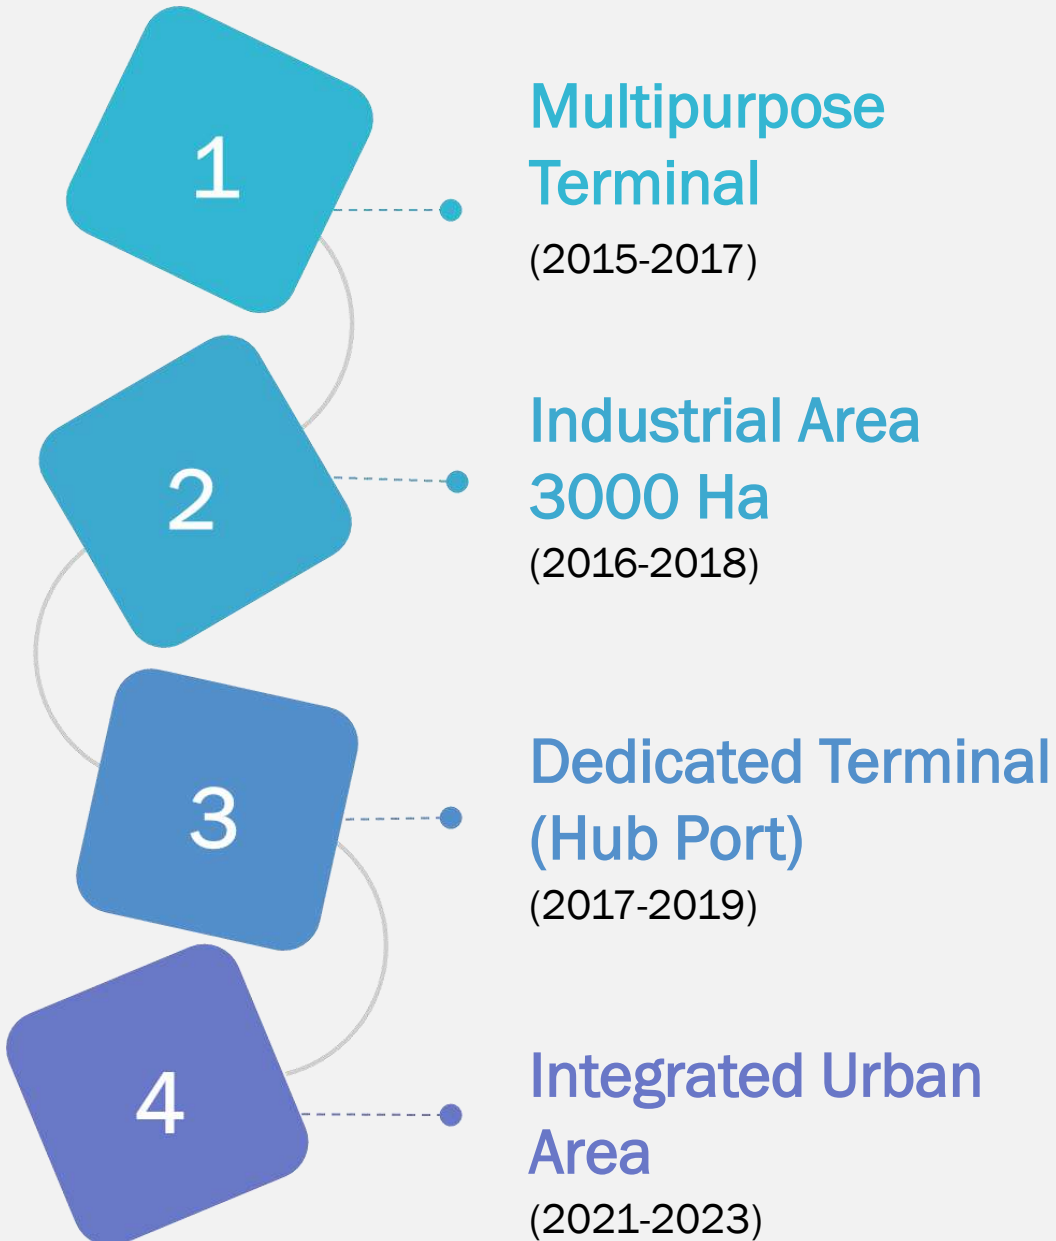 1
Multipurpose
Terminal
(2015-2017)
2
Industrial Area
3000 Ha
(2016-2018)
3
Dedicated Terminal
(Hub Port)
(2017-2019)
4
Integrated Urban
Area
(2021-2023)